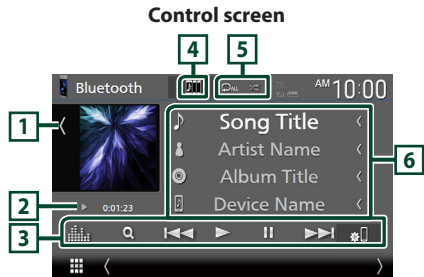 Control screen
4 5
Bluetooth ALL AM 10:00
1
Song Title
Artist Name
6
Album Title
2 0:01:23 Device Name
3